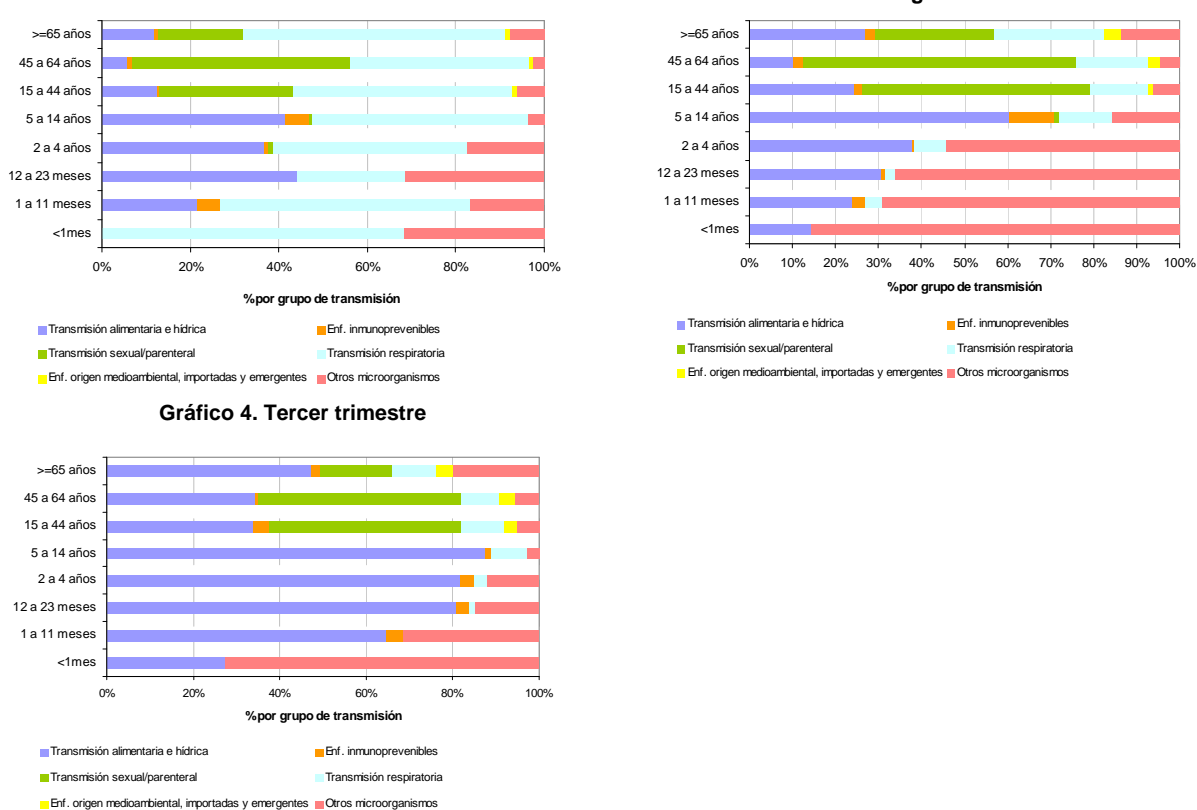 >=65 años
45 a 64 años
15 a 44 años
5 a 14 años
2 a 4 años
12 a 23 meses
1 a 11 meses
<1mes
0% 20% 40% 60% 80% 100%
%por grupo de transmisión
Transmisión alimentaria e hídrica Enf. inmunoprevenibles
Transmisión sexual/parenteral Transmisión respiratoria
Enf. origen medioambiental, importadas y emergentes Otros microorganismos
>=65 años
45 a 64 años
15 a 44 años
5 a 14 años
2 a 4 años
12 a 23 meses
1 a 11 meses
<1mes
0% 10% 20% 30% 40% 50% 60% 70% 80% 90% 100%
%por grupo de transmisión
Transmisión alimentaria e hídrica Enf. inmunoprevenibles
Transmisión sexual/parenteral Transmisión respiratoria
Enf. origen medioambiental, importadas y emergentes Otros microorganismos
Gráfico 4. Tercer trimestre
>=65 años
45 a 64 años
15 a 44 años
5 a 14 años
2 a 4 años
12 a 23 meses
1 a 11 meses
<1mes
0% 20% 40% 60% 80% 100%
%por grupo de transmisión
Transmisión alimentaria e hídrica Enf. inmunoprevenibles
Transmisión sexual/parenteral Transmisión respiratoria
Enf. origen medioambiental, importadas y emergentes Otros microorganismos